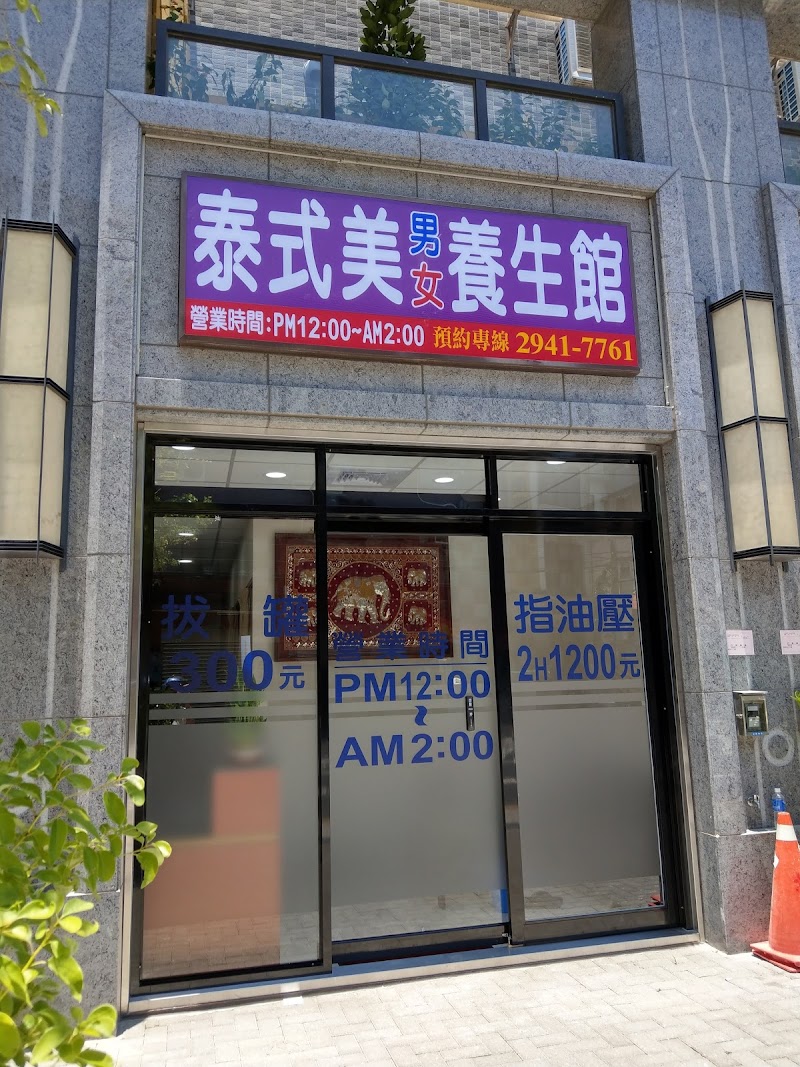 泰式美男女養生館
營業時間:PM12:00~AM2:00 預約專線 2941-7761
拔罐
300元
營業時間
PM12:00
~
AM2:00
指油壓
2H1200元